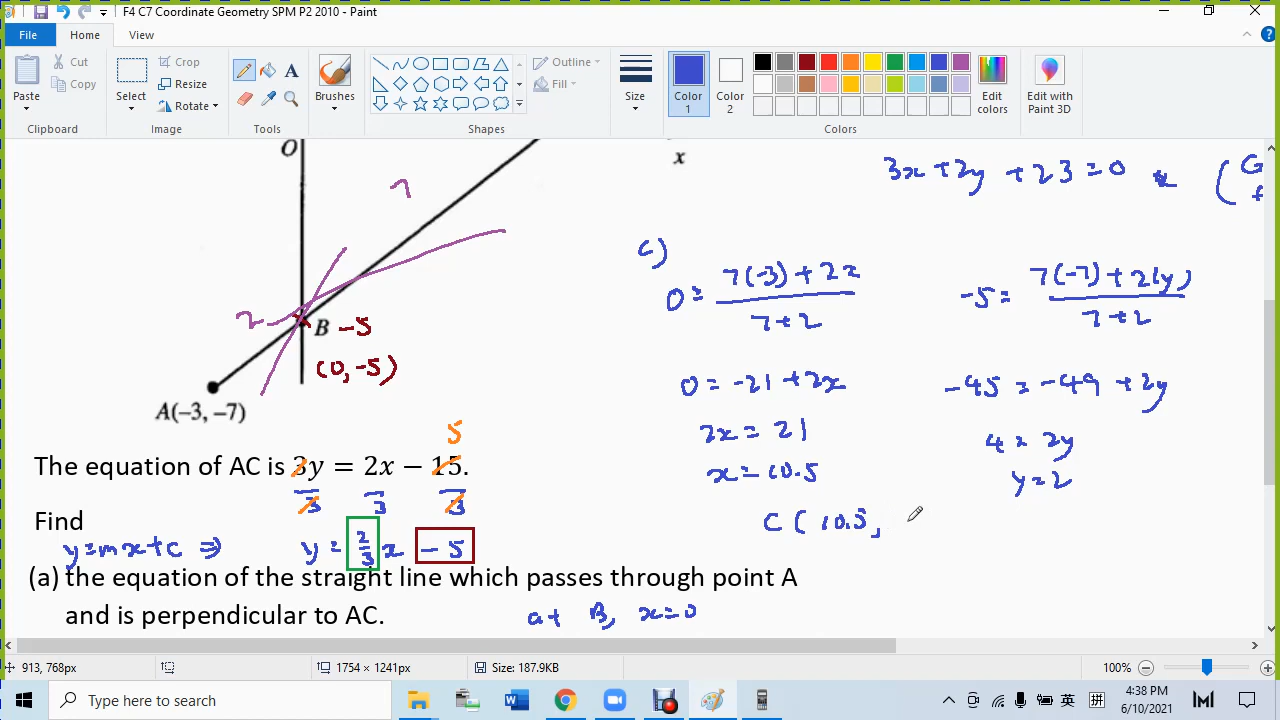 F4 C7 Coordinate Geometry SPM P2 2010 - Paint
File Home View
Paste Cut Copy Clipboard
Select Crop Resize Rotate Image
Tools
Brushes
Outline Fill Shapes
Size
Color 1 Color 2 Edit colors Colors
Edit with Paint 3D
O
x
3x + 2y + 23 = 0
7
c)
0 = 7(-3) + 2x / 7 + 2
-5 = 7(-7) + 2(y) / 7 + 2
2
B -5
(0, -5)
0 = -21 + 2x
-45 = -49 + 2y
A(−3, −7)
2x = 21
4 = 2y
5
The equation of AC is 3y = 2x − 15.
3 3 3
x = 10.5
y = 2
Find
C (10.5,
y = mx + c ⇒ y = 2/3 x - 5
(a) the equation of the straight line which passes through point A
and is perpendicular to AC.
at B, x = 0
913, 768px
1754 × 1241px
Size: 187.9KB
100%
Type here to search
英
拼
4:38 PM
6/10/2021